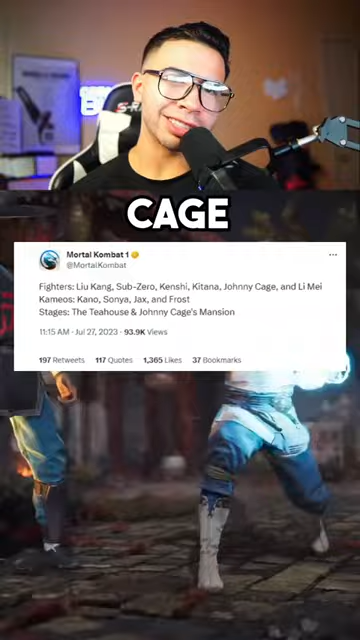 CAGE
Mortal Kombat 1
@MortalKombat
Fighters: Liu Kang, Sub-Zero, Kenshi, Kitana, Johnny Cage, and Li Mei
Kameos: Kano, Sonya, Jax, and Frost
Stages: The Teahouse & Johnny Cage's Mansion
11:15 AM · Jul 27, 2023 · 93.9K Views
197 Retweets 117 Quotes 1,365 Likes 37 Bookmarks